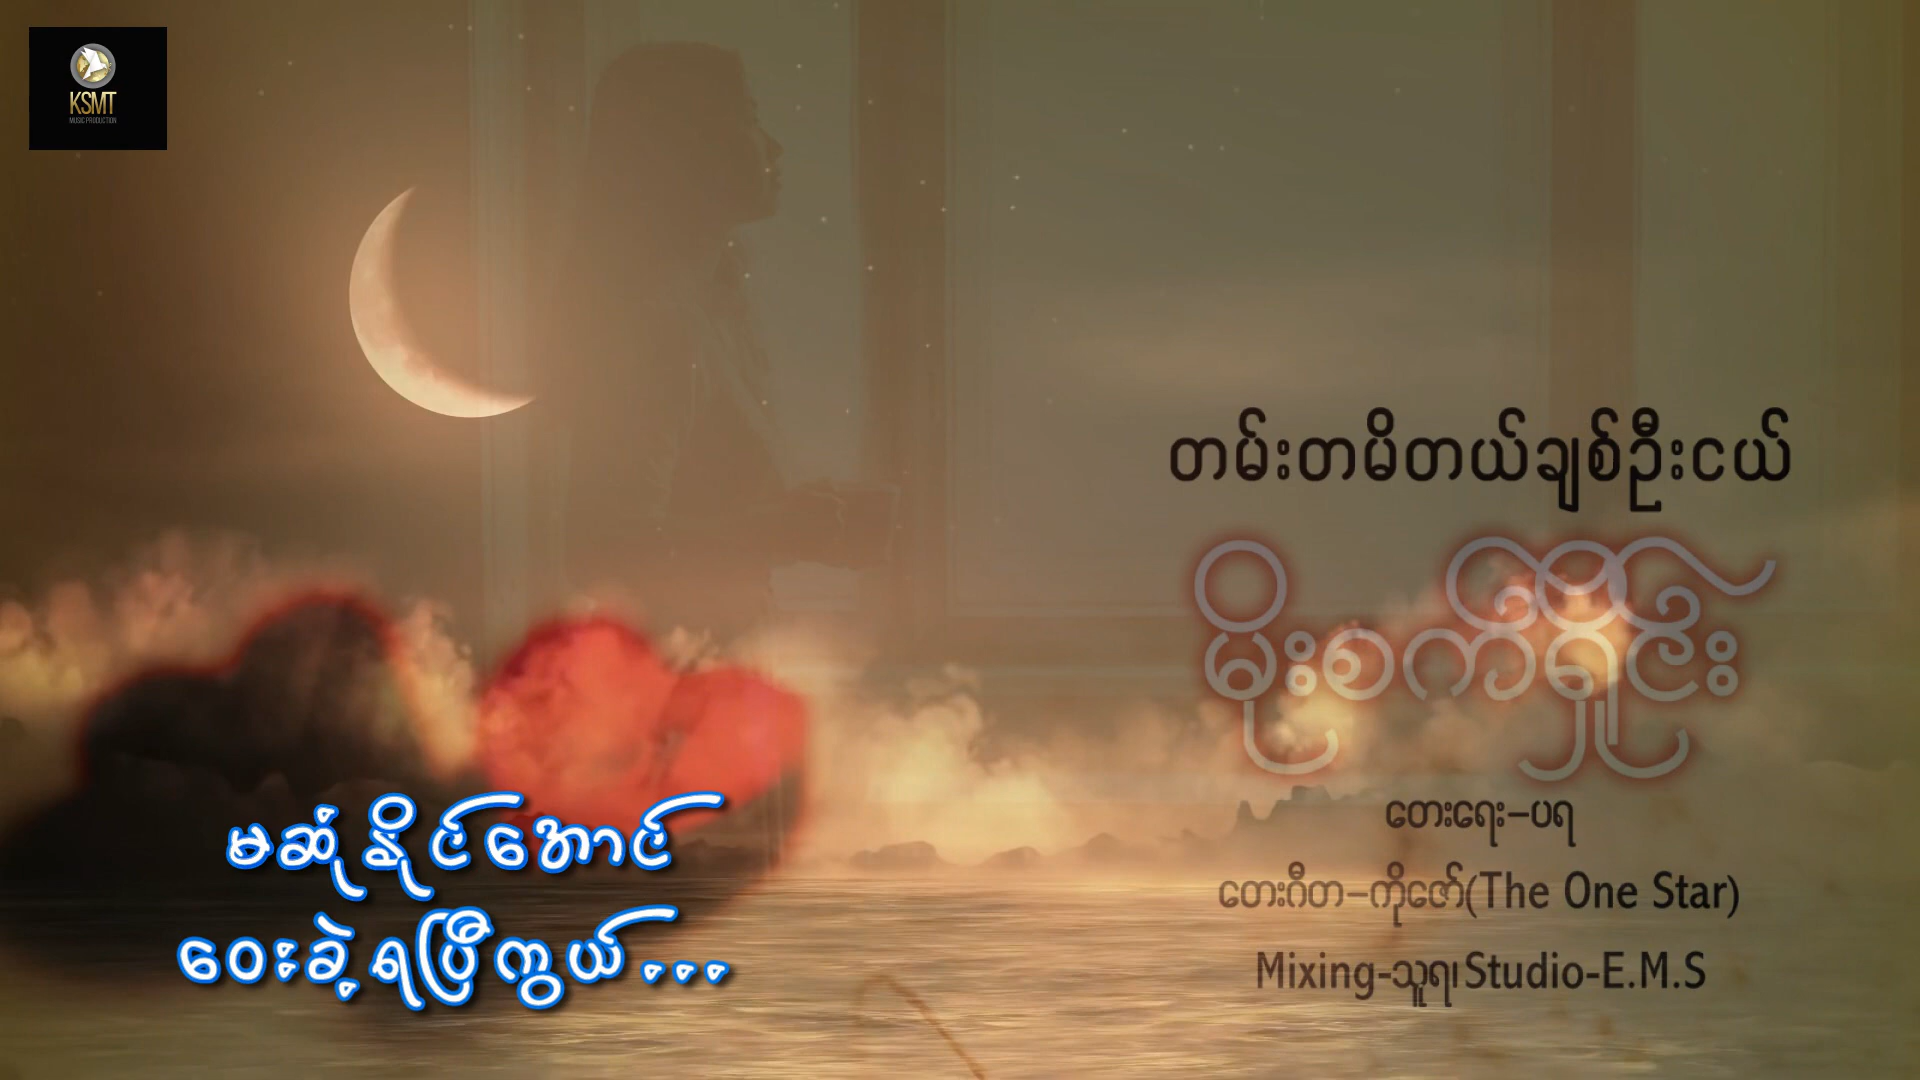 KSMT
MUSIC PRODUCTION
တမ်းတမိတယ်ချစ်ဦးငယ်
မိုးစက်ရှိုင်း
တေးရေး-ပရ
တေးဂီတ-ကိုဇော်(The One Star)
Mixing-သူရ၊Studio-E.M.S
မဆုံနိုင်အောင်
ဝေးခဲ့ရပြီကွယ်...